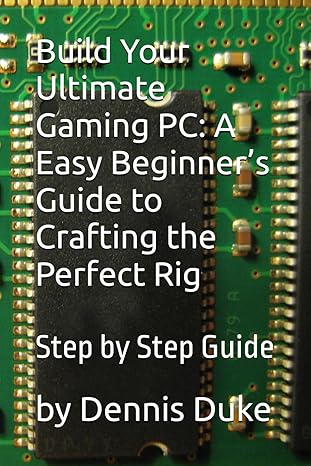 Build Your
Ultimate
Gaming PC: A
Easy Beginner's
Guide to
Crafting the
Perfect Rig
Step by Step Guide
by Dennis Duke